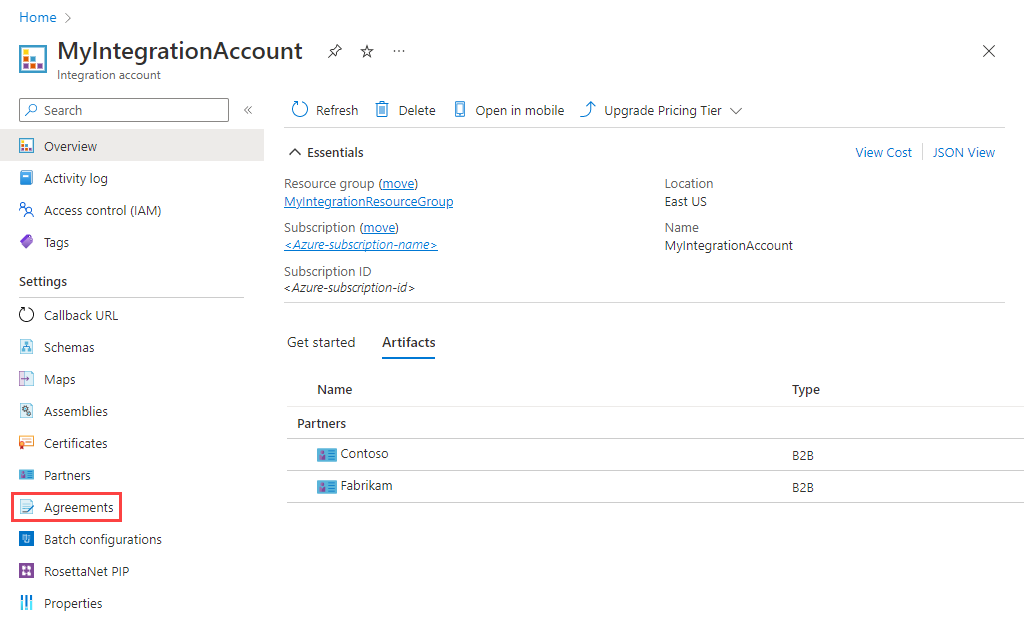 Home
MyIntegrationAccount
Integration account
Search
Overview
Activity log
Access control (IAM)
Tags
Settings
Callback URL
Schemas
Maps
Assemblies
Certificates
Partners
Agreements
Batch configurations
RosettaNet PIP
Properties
Refresh Delete Open in mobile Upgrade Pricing Tier
Essentials View Cost JSON View
Resource group (move)
MyIntegrationResourceGroup
Subscription (move)
<Azure-subscription-name>
Subscription ID
<Azure-subscription-id>
Location
East US
Name
MyIntegrationAccount
Get started Artifacts
Name Type
Partners
Contoso B2B
Fabrikam B2B